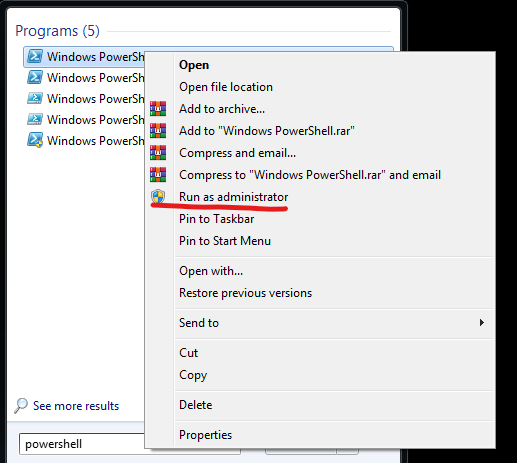 Programs (5)
Windows PowerShe
Windows PowerSh
Windows PowerSh
Windows PowerSh
Windows PowerSh
Open
Open file location
Add to archive...
Add to "Windows PowerShell.rar"
Compress and email...
Compress to "Windows PowerShell.rar" and email
Run as administrator
Pin to Taskbar
Pin to Start Menu
Open with...
Restore previous versions
Send to
Cut
Copy
Delete
Properties
See more results
powershell